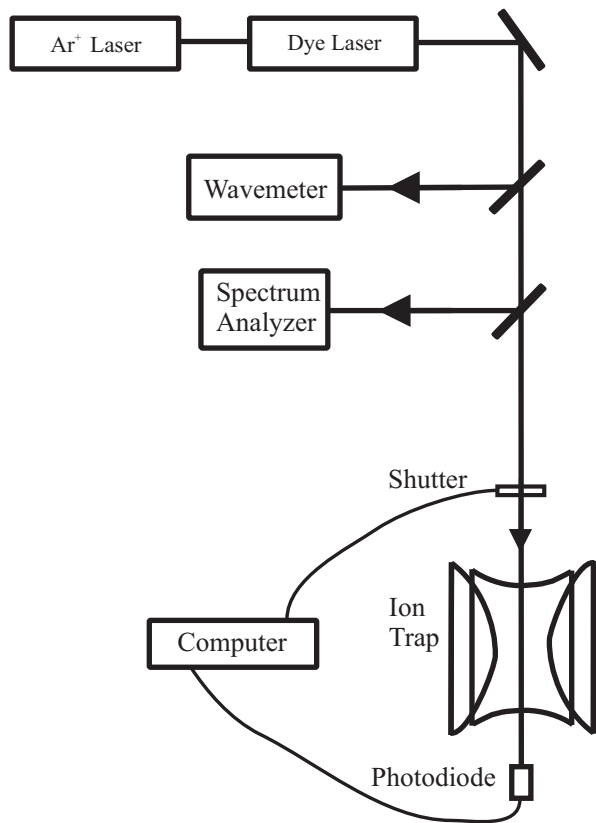 Ar⁺ Laser
Dye Laser
Wavemeter
Spectrum
Analyzer
Shutter
Ion
Trap
Computer
Photodiode